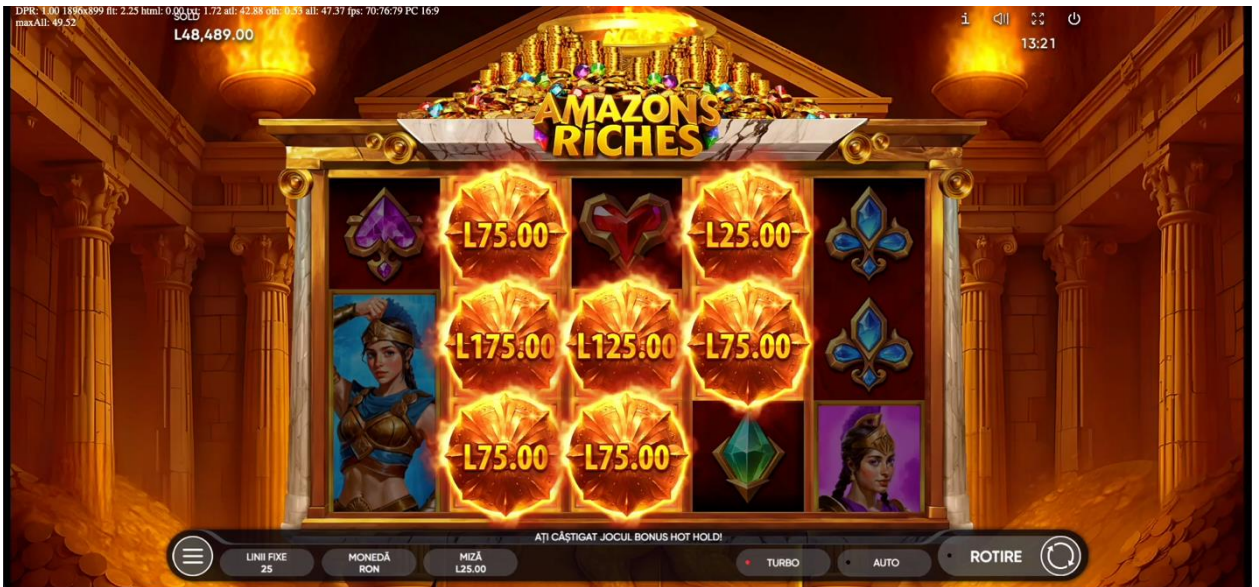 DPR: 1.00 1896x899 flt: 2.25 html: 0.00 txt: 1.72 atl: 42.88 oth: 0.53 all: 47.37 fps: 70:76:79 PC 16:9
maxAll: 49.52
SOLD
L48,489.00
13:21
AMAZONS
RICHES
L75.00
L25.00
L175.00
L125.00
L75.00
L75.00
L75.00
AȚI CÂȘTIGAT JOCUL BONUS HOT HOLD!
LINII FIXE
25
MONEDĂ
RON
MIZĂ
L25.00
TURBO
AUTO
ROTIRE